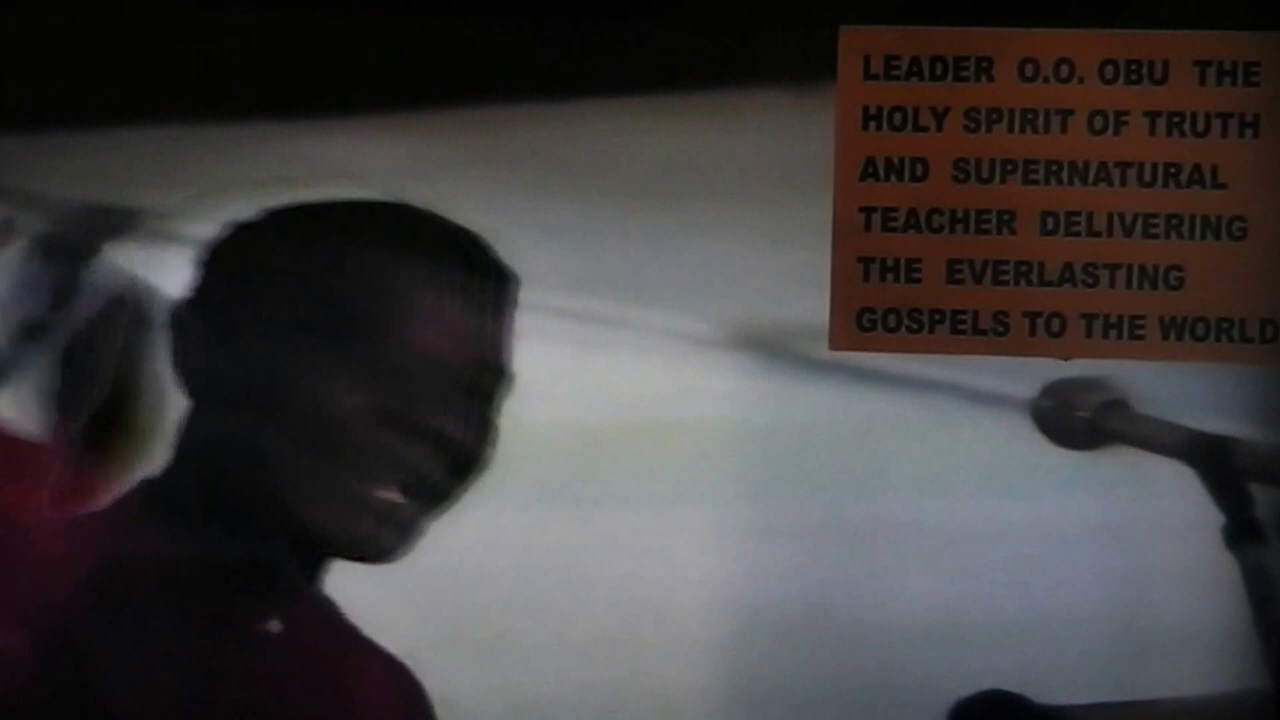 LEADER O.O. OBU THE
HOLY SPIRIT OF TRUTH
AND SUPERNATURAL
TEACHER DELIVERING
THE EVERLASTING
GOSPELS TO THE WORLD